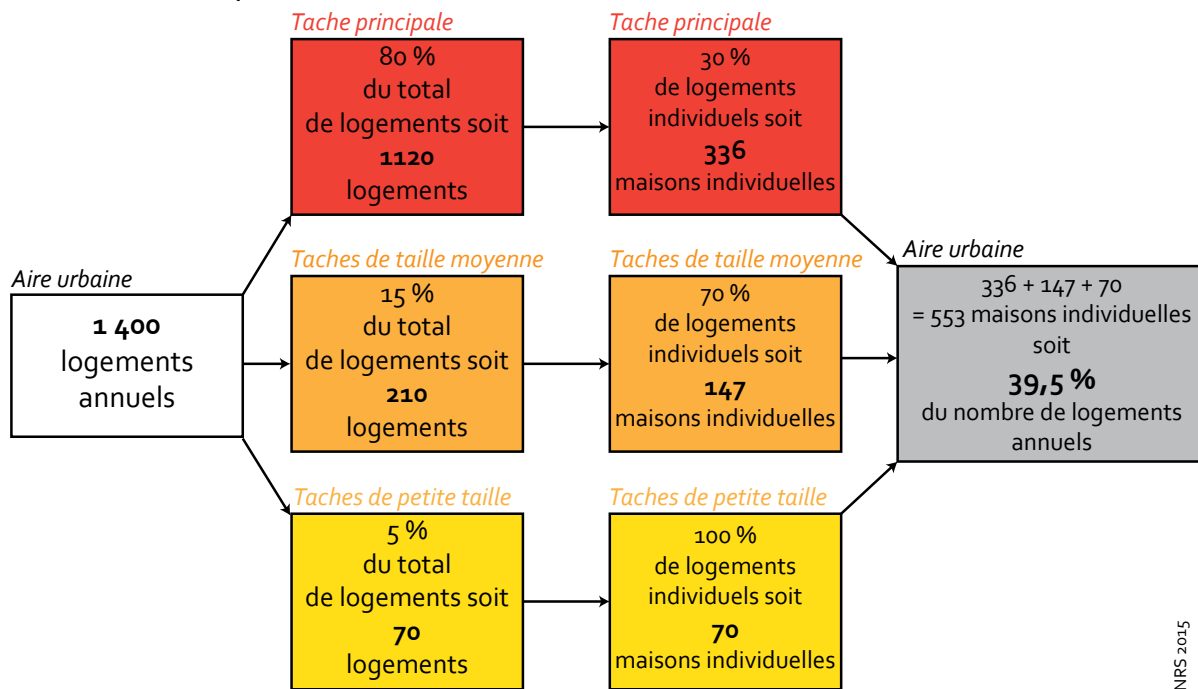 Tache principale
80 %
du total
de logements soit
1120
logements
Tache principale
30 %
de logements
individuels soit
336
maisons individuelles
Aire urbaine
1 400
logements
annuels
Taches de taille moyenne
15 %
du total
de logements soit
210
logements
Taches de taille moyenne
70 %
de logements
individuels soit
147
maisons individuelles
Aire urbaine
336 + 147 + 70
= 553 maisons individuelles
soit
39,5 %
du nombre de logements
annuels
Taches de petite taille
5 %
du total
de logements soit
70
logements
Taches de petite taille
100 %
de logements
individuels soit
70
maisons individuelles
NRS 2015